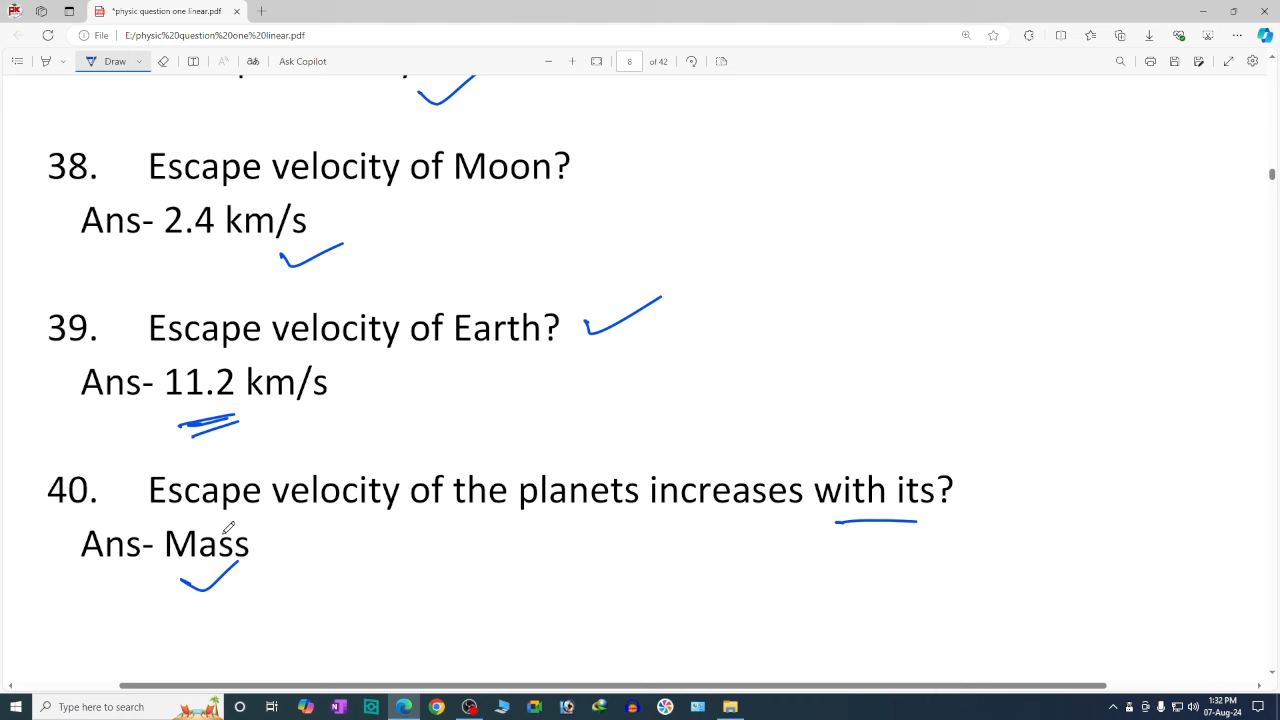 *physic question one linear.pdf
File E:/physic%20question%20one%20linear.pdf
Draw Ask Copilot 8 of 42
38. Escape velocity of Moon?
Ans- 2.4 km/s
39. Escape velocity of Earth?
Ans- 11.2 km/s
40. Escape velocity of the planets increases with its?
Ans- Mass
Type here to search
1:32 PM
07-Aug-24